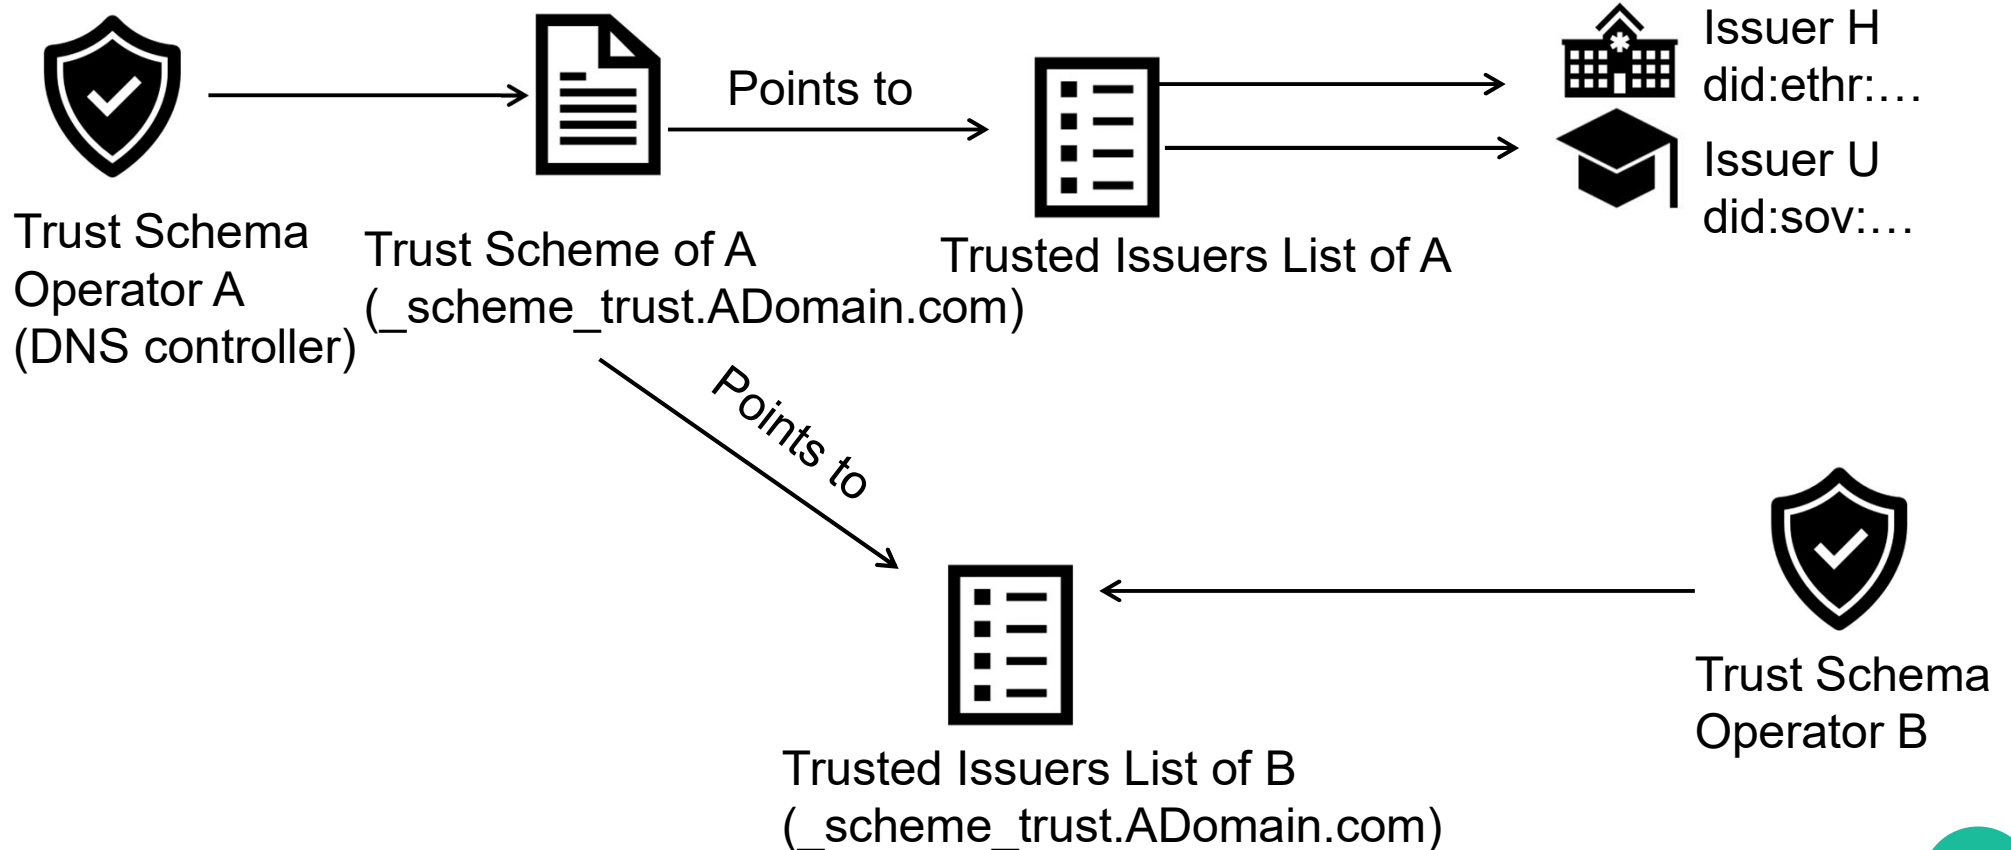 Trust Schema
Operator A
(DNS controller)
Trust Scheme of A
(_scheme_trust.ADomain.com)
Points to
Trusted Issuers List of A
Issuer H
did:ethr:…
Issuer U
did:sov:…
Points to
Trusted Issuers List of B
(_scheme_trust.ADomain.com)
Trust Schema
Operator B